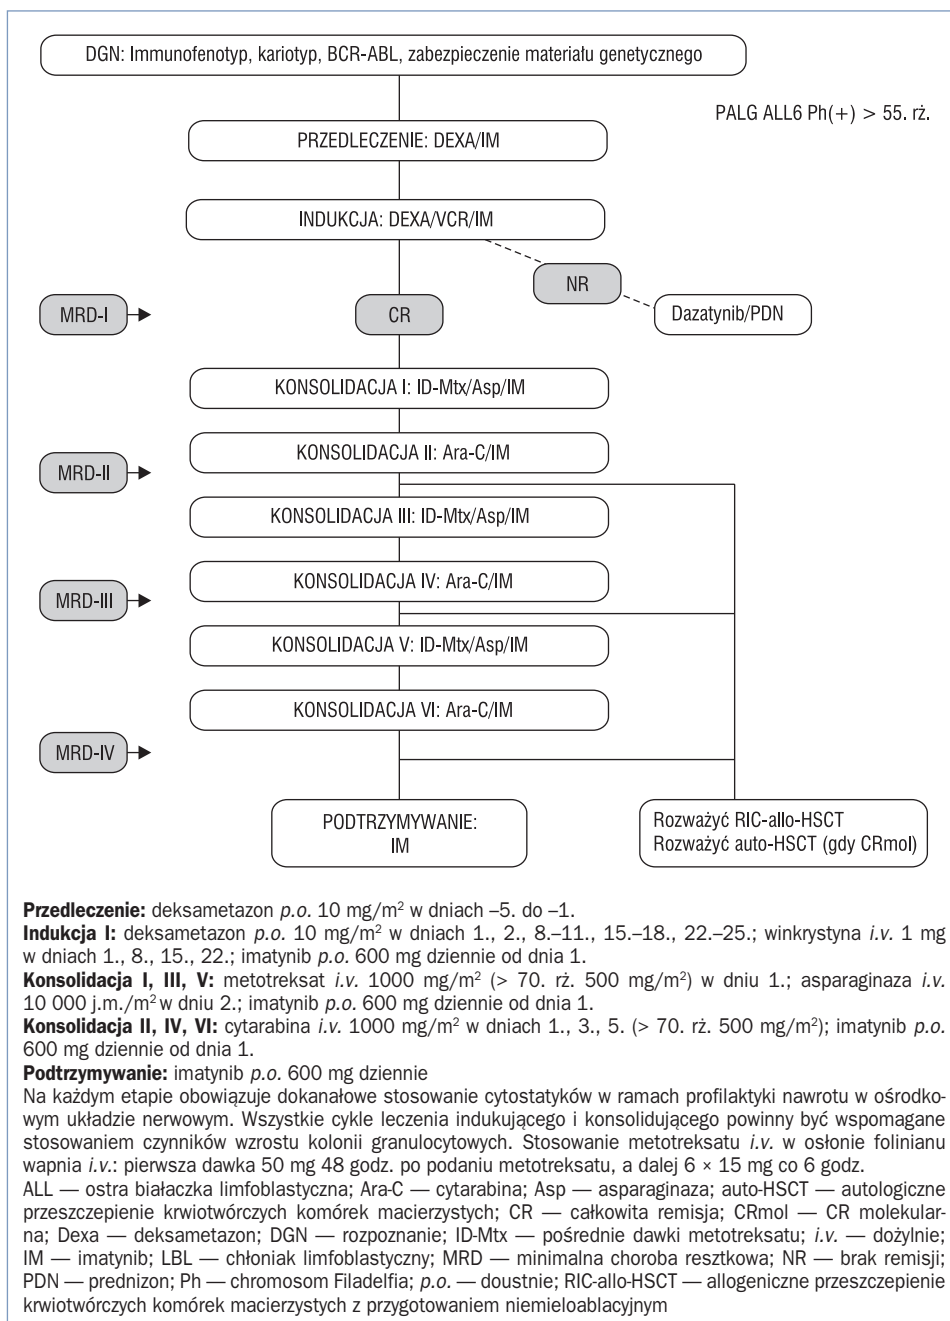 DGN: Immunofenotyp, kariotyp, BCR-ABL, zabezpieczenie materiału genetycznego
PALG ALL6 Ph(+) > 55. rż.
PRZEDLECZENIE: DEXA/IM
INDUKCJA: DEXA/VCR/IM
NR
MRD-I
CR
Dazatynib/PDN
KONSOLIDACJA I: ID-Mtx/Asp/IM
KONSOLIDACJA II: Ara-C/IM
MRD-II
KONSOLIDACJA III: ID-Mtx/Asp/IM
KONSOLIDACJA IV: Ara-C/IM
MRD-III
KONSOLIDACJA V: ID-Mtx/Asp/IM
KONSOLIDACJA VI: Ara-C/IM
MRD-IV
PODTRZYMYWANIE:
IM
Rozważyć RIC-allo-HSCT
Rozważyć auto-HSCT (gdy CRmol)
Przedleczenie: deksametazon p.o. 10 mg/m² w dniach –5. do –1.
Indukcja I: deksametazon p.o. 10 mg/m² w dniach 1., 2., 8.–11., 15.–18., 22.–25.; winkrystyna i.v. 1 mg
w dniach 1., 8., 15., 22.; imatynib p.o. 600 mg dziennie od dnia 1.
Konsolidacja I, III, V: metotreksat i.v. 1000 mg/m² (> 70. rż. 500 mg/m²) w dniu 1.; asparaginaza i.v.
10 000 j.m./m² w dniu 2.; imatynib p.o. 600 mg dziennie od dnia 1.
Konsolidacja II, IV, VI: cytarabina i.v. 1000 mg/m² w dniach 1., 3., 5. (> 70. rż. 500 mg/m²); imatynib p.o.
600 mg dziennie od dnia 1.
Podtrzymywanie: imatynib p.o. 600 mg dziennie
Na każdym etapie obowiązuje dokanałowe stosowanie cytostatyków w ramach profilaktyki nawrotu w ośrodko-
wym układzie nerwowym. Wszystkie cykle leczenia indukującego i konsolidującego powinny być wspomagane
stosowaniem czynników wzrostu kolonii granulocytowych. Stosowanie metotreksatu i.v. w osłonie folinianu
wapnia i.v.: pierwsza dawka 50 mg 48 godz. po podaniu metotreksatu, a dalej 6 × 15 mg co 6 godz.
ALL — ostra białaczka limfoblastyczna; Ara-C — cytarabina; Asp — asparaginaza; auto-HSCT — autologiczne
przeszczepienie krwiotwórczych komórek macierzystych; CR — całkowita remisja; CRmol — CR molekular-
na; Dexa — deksametazon; DGN — rozpoznanie; ID-Mtx — pośrednie dawki metotreksatu; i.v. — dożylnie;
IM — imatynib; LBL — chłoniak limfoblastyczny; MRD — minimalna choroba resztkowa; NR — brak remisji;
PDN — prednizon; Ph — chromosom Filadelfia; p.o. — doustnie; RIC-allo-HSCT — allogeniczne przeszczepienie
krwiotwórczych komórek macierzystych z przygotowaniem niemieloablacyjnym